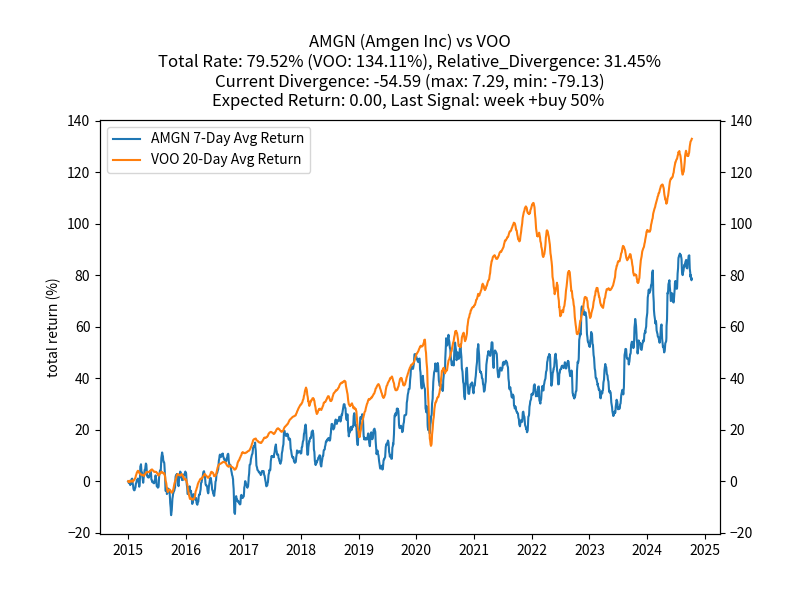 AMGN (Amgen Inc) vs VOO
Total Rate: 79.52% (VOO: 134.11%), Relative_Divergence: 31.45%
Current Divergence: -54.59 (max: 7.29, min: -79.13)
Expected Return: 0.00, Last Signal: week +buy 50%
AMGN 7-Day Avg Return
VOO 20-Day Avg Return
total return (%)
140 140
120 120
100 100
80 80
60 60
40 40
20 20
0 0
−20 −20
2015 2016 2017 2018 2019 2020 2021 2022 2023 2024 2025